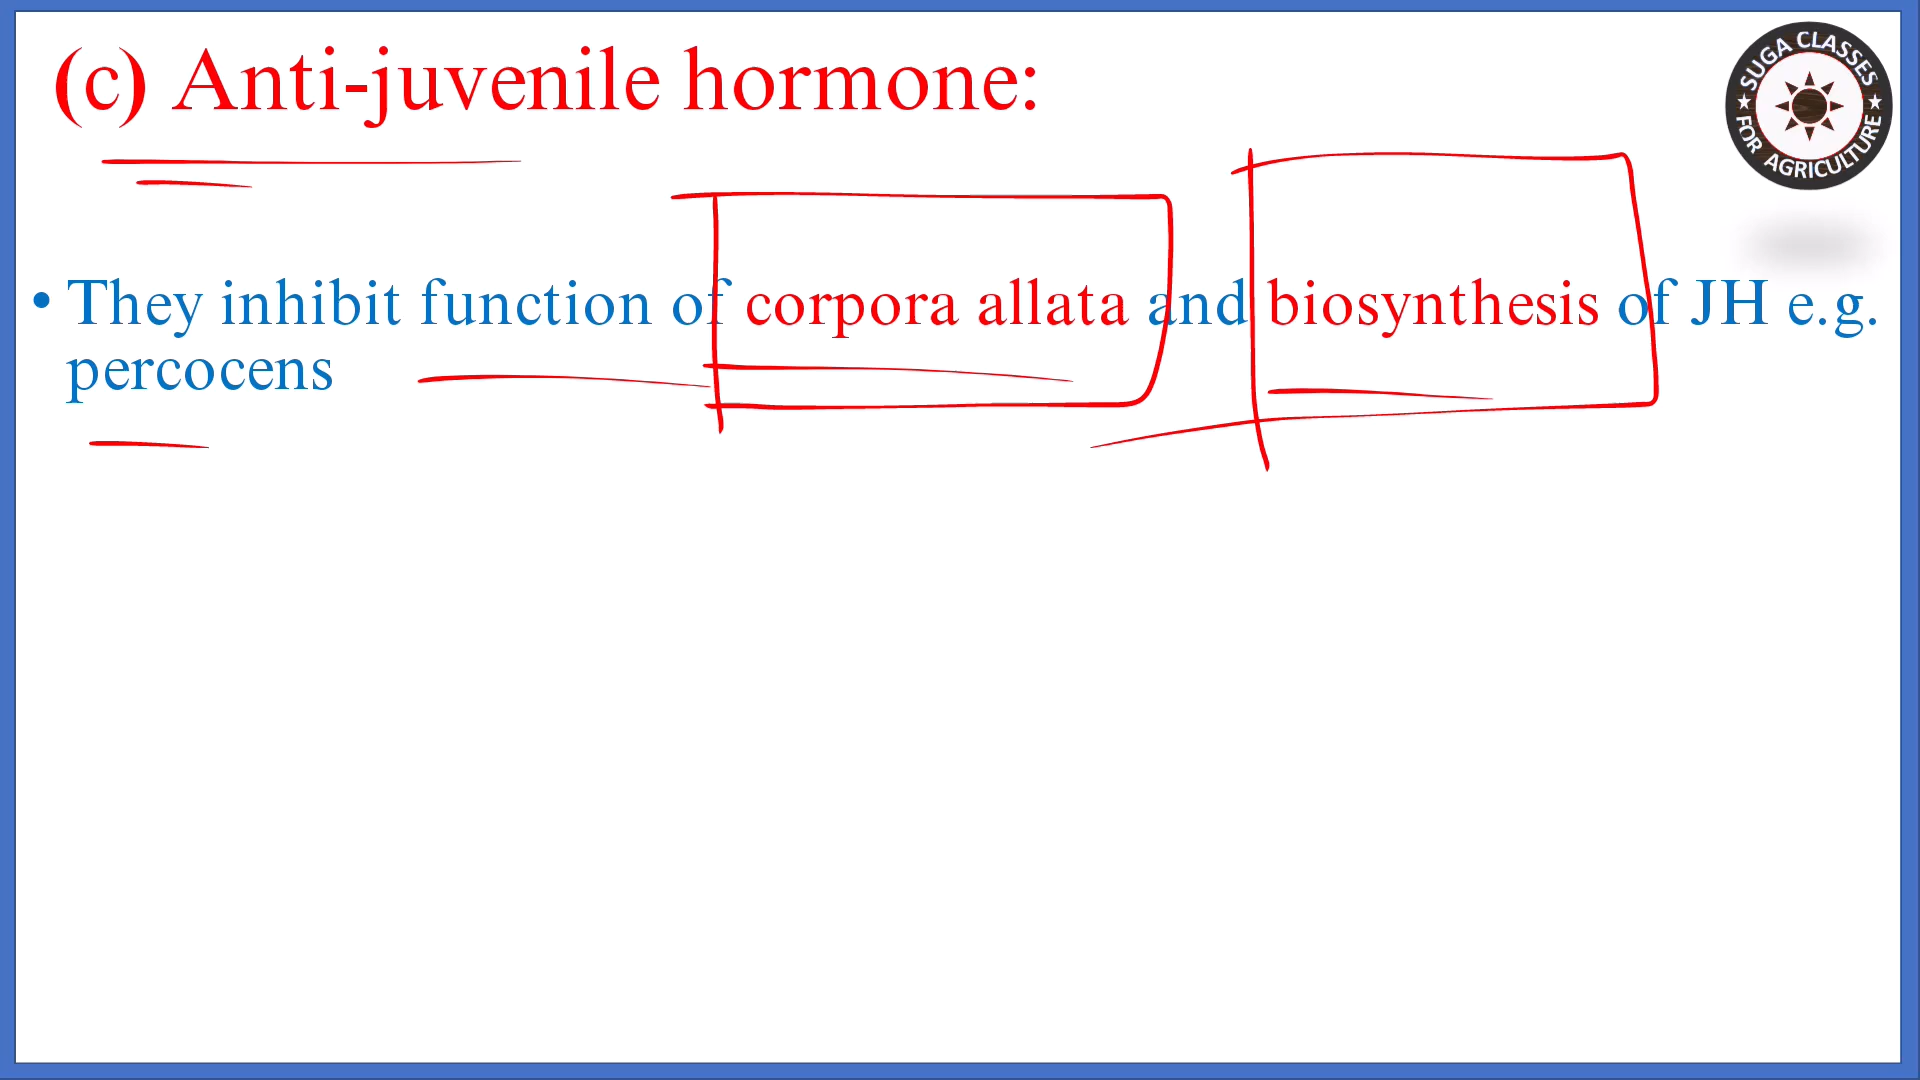 (c) Anti-juvenile hormone:
SUGA CLASSES
FOR AGRICULTURE
• They inhibit function of corpora allata and biosynthesis of JH e.g.
percocens